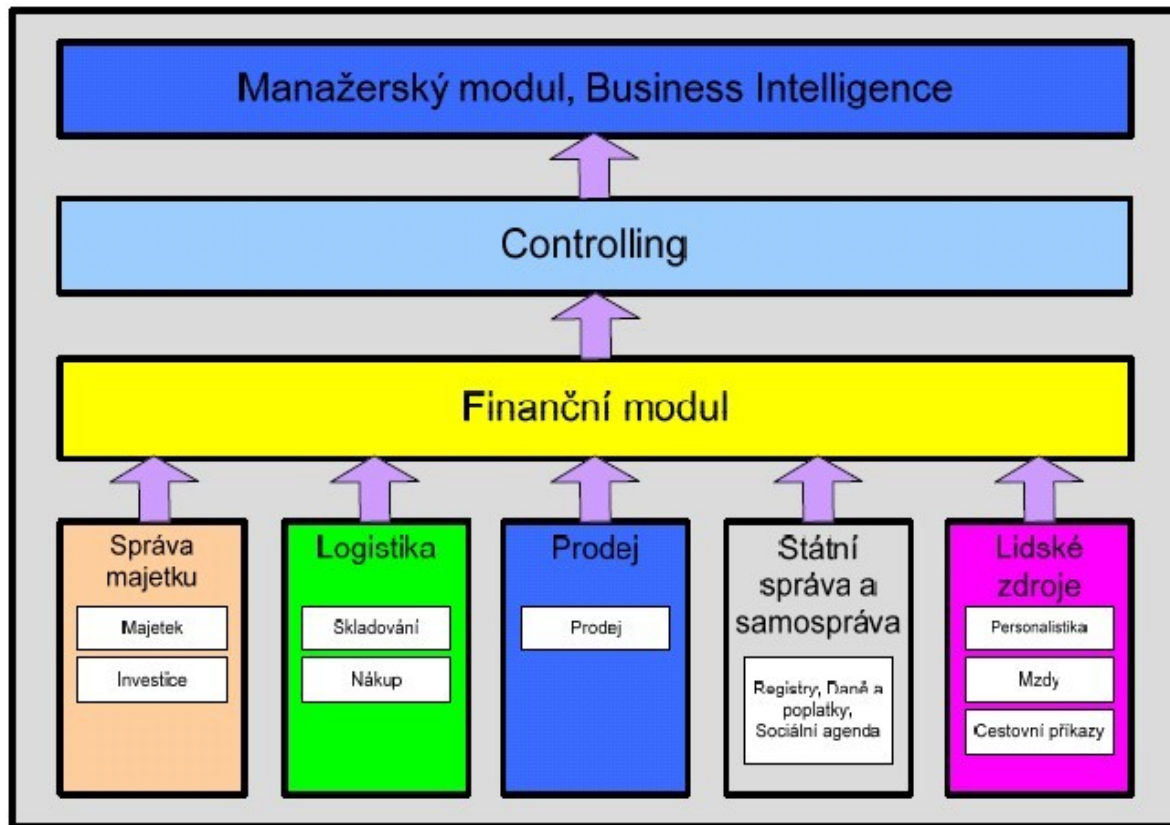 Manažerský modul, Business Intelligence
Controlling
Finanční modul
Správa
majetku
Majetek
Investice
Logistika
Skladování
Nákup
Prodej
Prodej
Státní
správa a
samospráva
Registry, Daně a
poplatky,
Sociální agenda
Lidské
zdroje
Personalistika
Mzdy
Cestovní příkazy